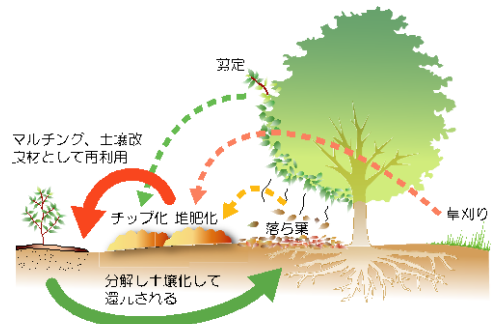 剪定
マルチング、土壌改
良材として再利用
チップ化 堆肥化
落ち葉
草刈り
分解し土壌化して
還元される